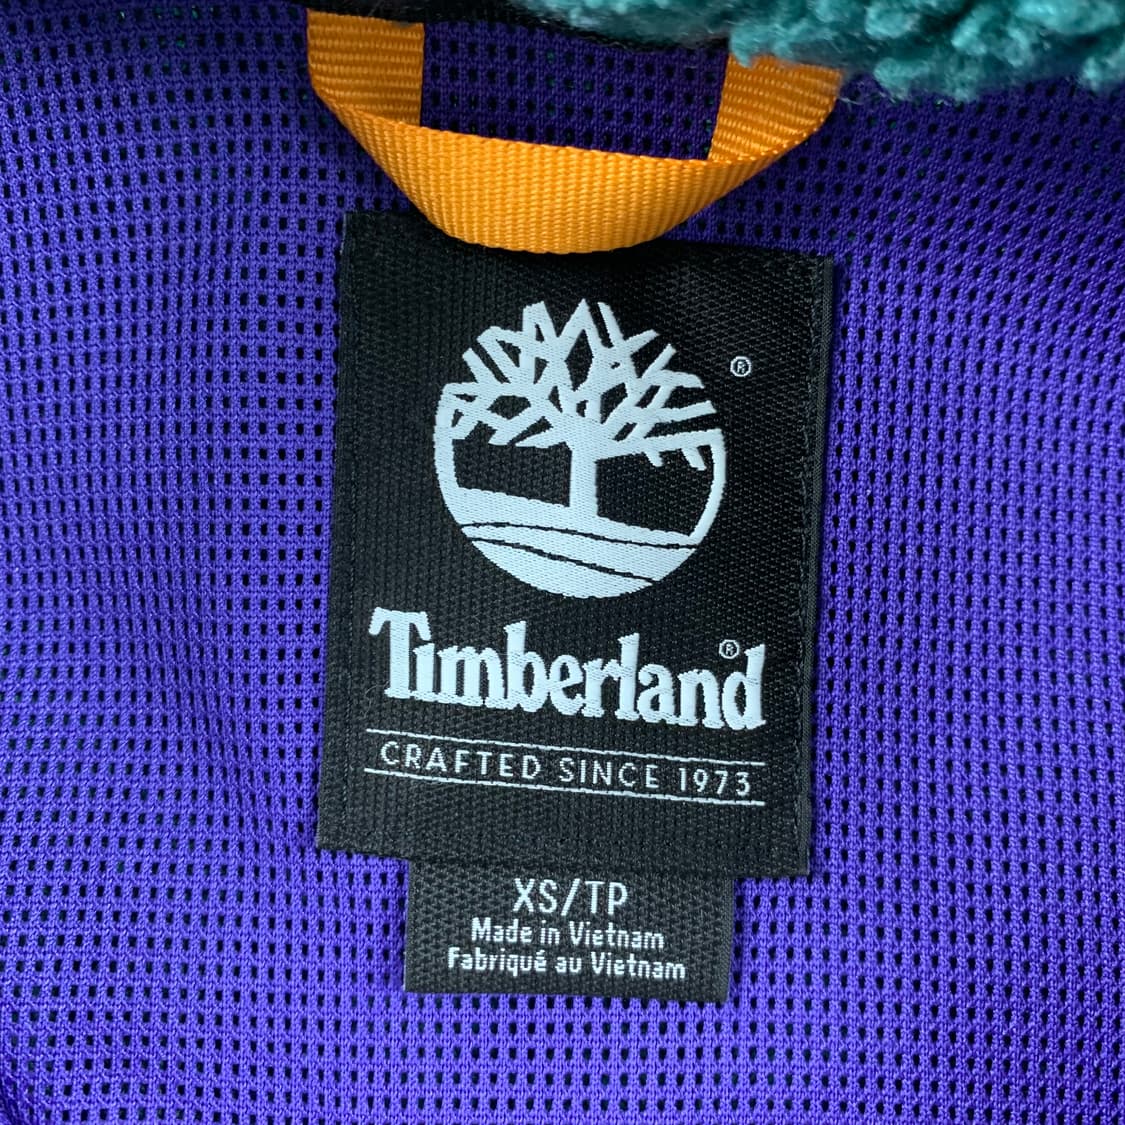 ®
Timberland®
CRAFTED SINCE 1973
XS/TP
Made in Vietnam
Fabriqué au Vietnam